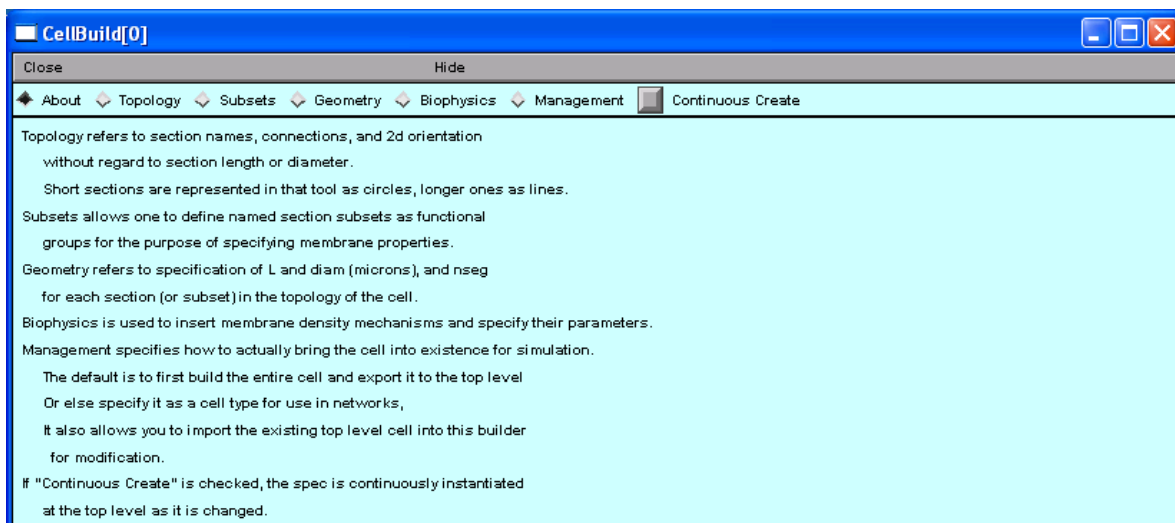 CellBuild[0]
Close Hide
About Topology Subsets Geometry Biophysics Management Continuous Create
Topology refers to section names, connections, and 2d orientation
without regard to section length or diameter.
Short sections are represented in that tool as circles, longer ones as lines.
Subsets allows one to define named section subsets as functional
groups for the purpose of specifying membrane properties.
Geometry refers to specification of L and diam (microns), and nseg
for each section (or subset) in the topology of the cell.
Biophysics is used to insert membrane density mechanisms and specify their parameters.
Management specifies how to actually bring the cell into existence for simulation.
The default is to first build the entire cell and export it to the top level
Or else specify it as a cell type for use in networks,
It also allows you to import the existing top level cell into this builder
for modification.
If "Continuous Create" is checked, the spec is continuously instantiated
at the top level as it is changed.